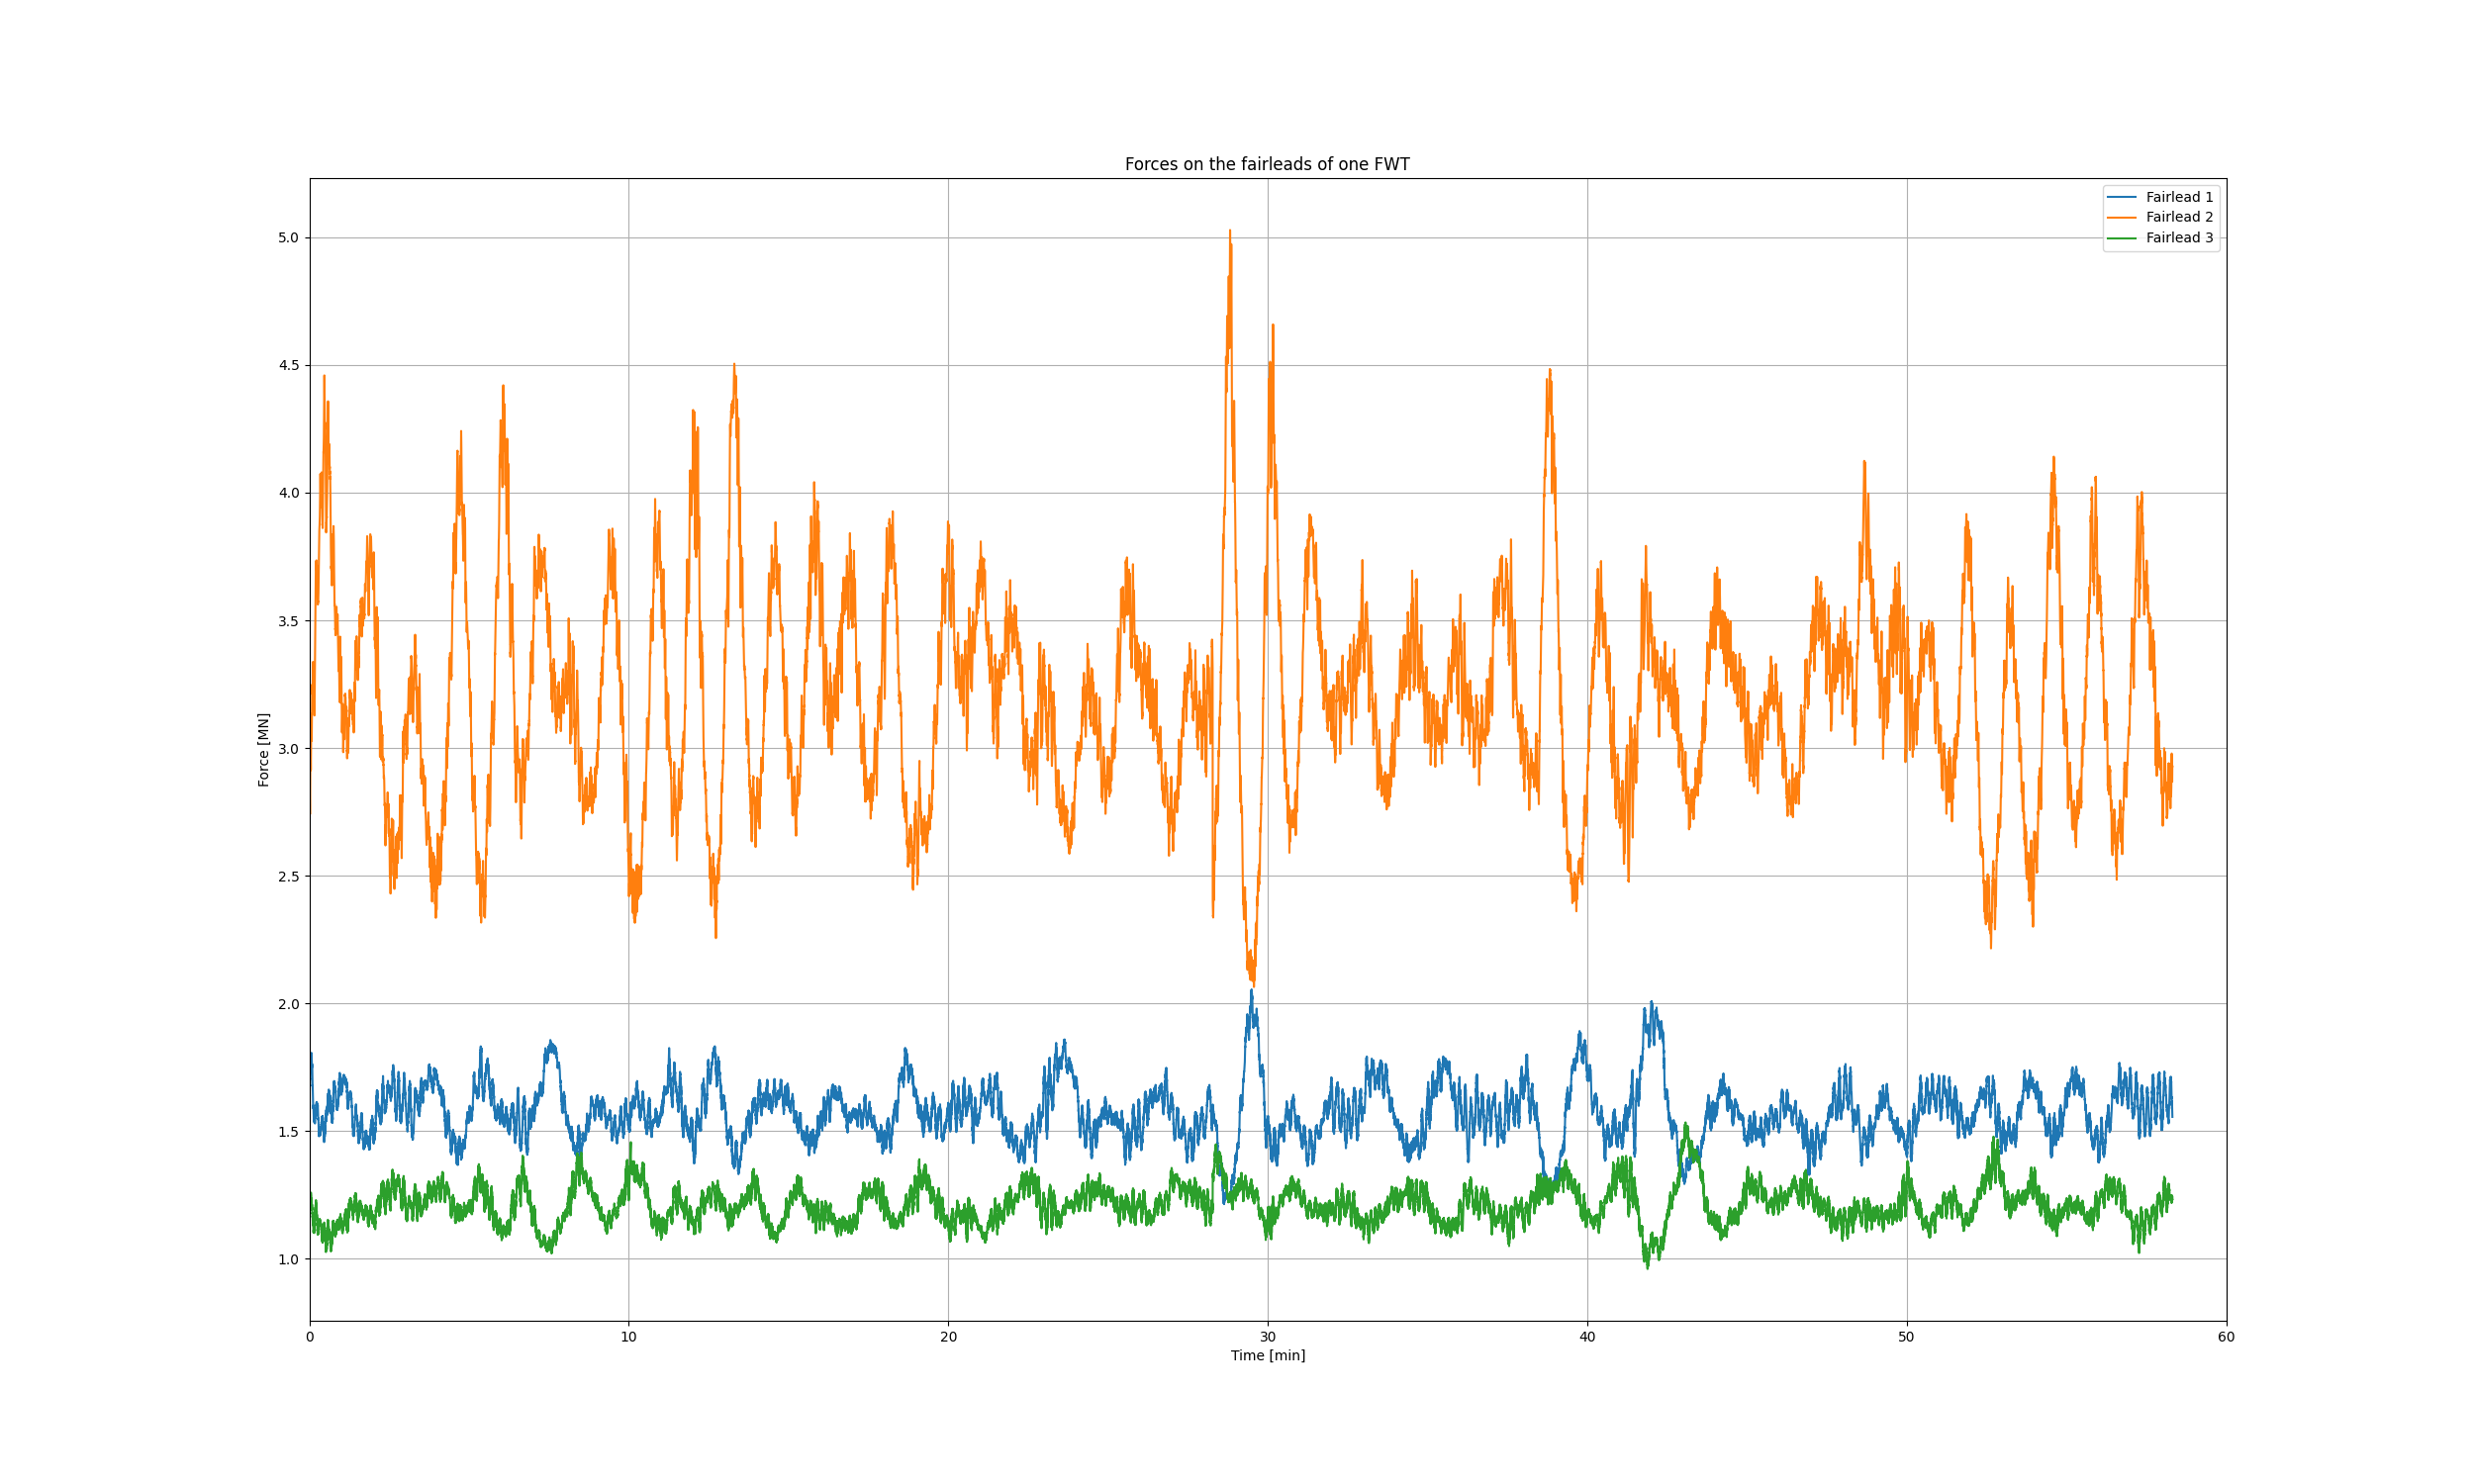 Forces on the fairleads of one FWT
Fairlead 1
Fairlead 2
Fairlead 3
Force [MN]
5.0
4.5
4.0
3.5
3.0
2.5
2.0
1.5
1.0
0 10 20 30 40 50 60
Time [min]